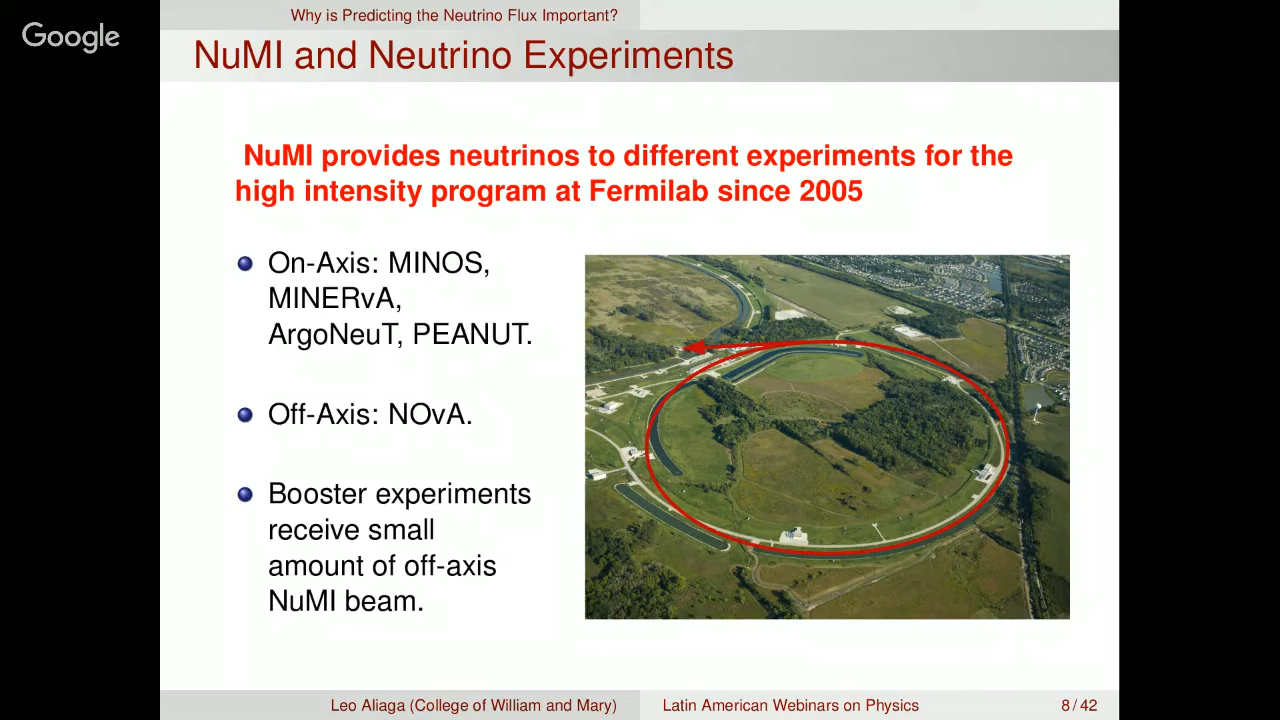 Google
Why is Predicting the Neutrino Flux Important?
NuMI and Neutrino Experiments
NuMI provides neutrinos to different experiments for the
high intensity program at Fermilab since 2005
On-Axis: MINOS,
MINERvA,
ArgoNeuT, PEANUT.
Off-Axis: NOvA.
Booster experiments
receive small
amount of off-axis
NuMI beam.
Leo Aliaga (College of William and Mary)
Latin American Webinars on Physics
8 / 42